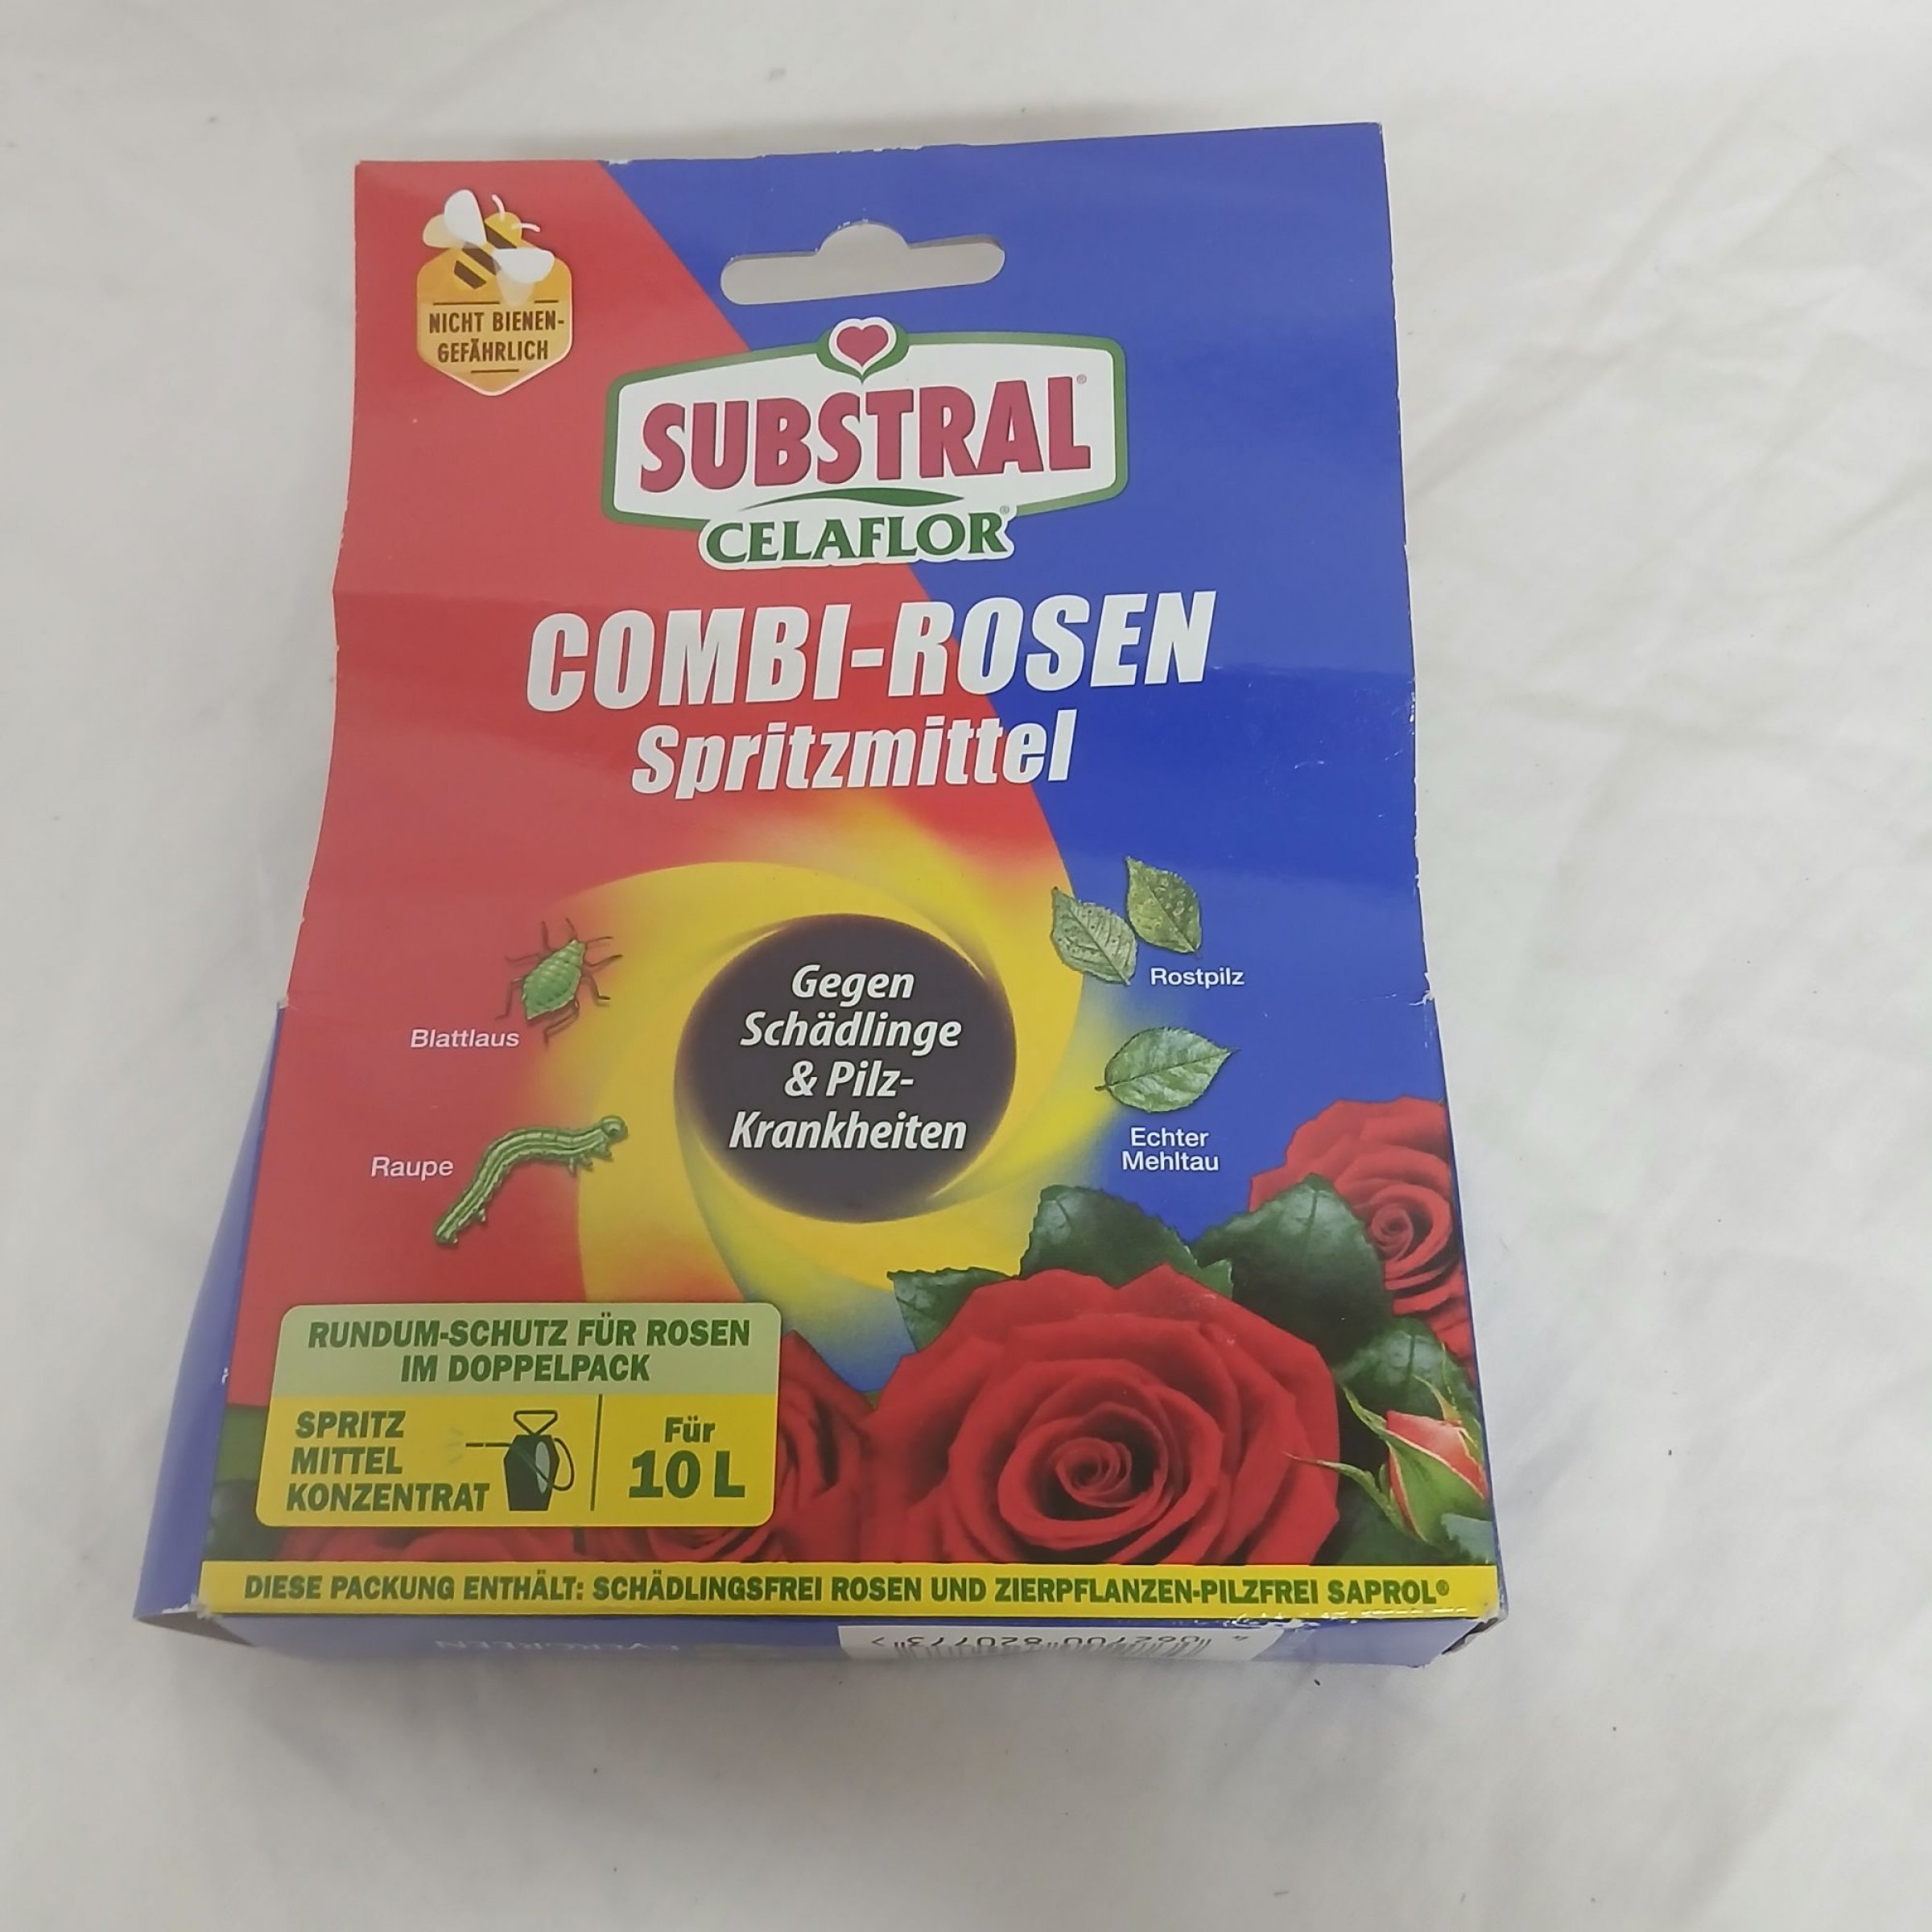 NICHT BIENEN-
GEFÄHRLICH
SUBSTRAL®
CELAFLOR®
COMBI-ROSEN
Spritzmittel
Gegen
Schädlinge
& Pilz-
Krankheiten
Blattlaus
Raupe
Rostpilz
Echter
Mehltau
RUNDUM-SCHUTZ FÜR ROSEN
IM DOPPELPACK
SPRITZ
MITTEL
KONZENTRAT
Für
10 L
DIESE PACKUNG ENTHÄLT: SCHÄDLINGSFREI ROSEN UND ZIERPFLANZEN-PILZFREI SAPROL®
EVERGREEN